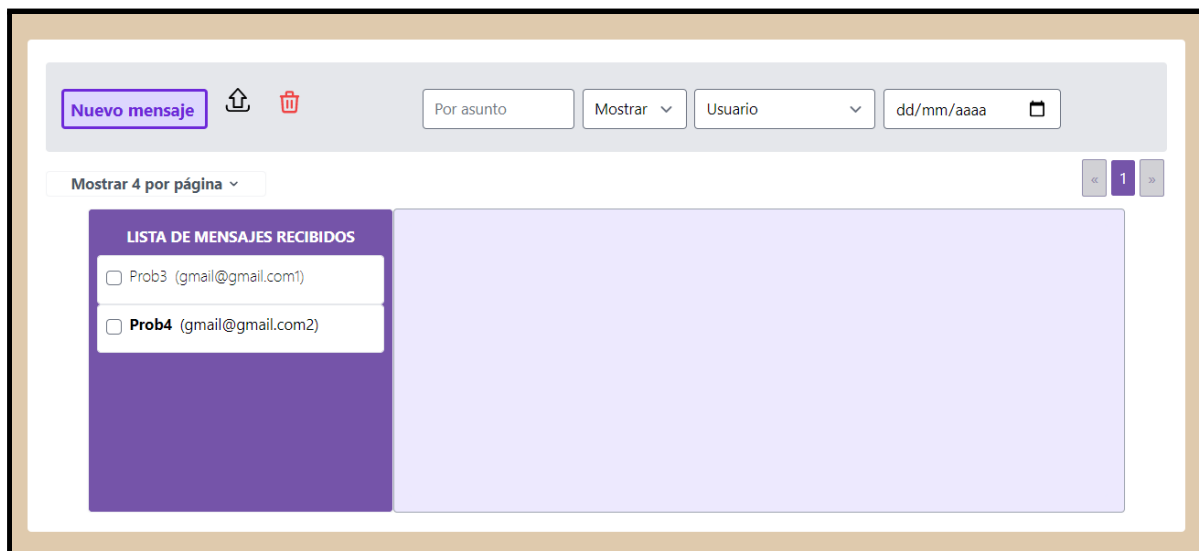 Nuevo mensaje
Por asunto
Mostrar
Usuario
dd/mm/aaaa
Mostrar 4 por página
« 1 »
LISTA DE MENSAJES RECIBIDOS
Prob3 (gmail@gmail.com1)
Prob4 (gmail@gmail.com2)